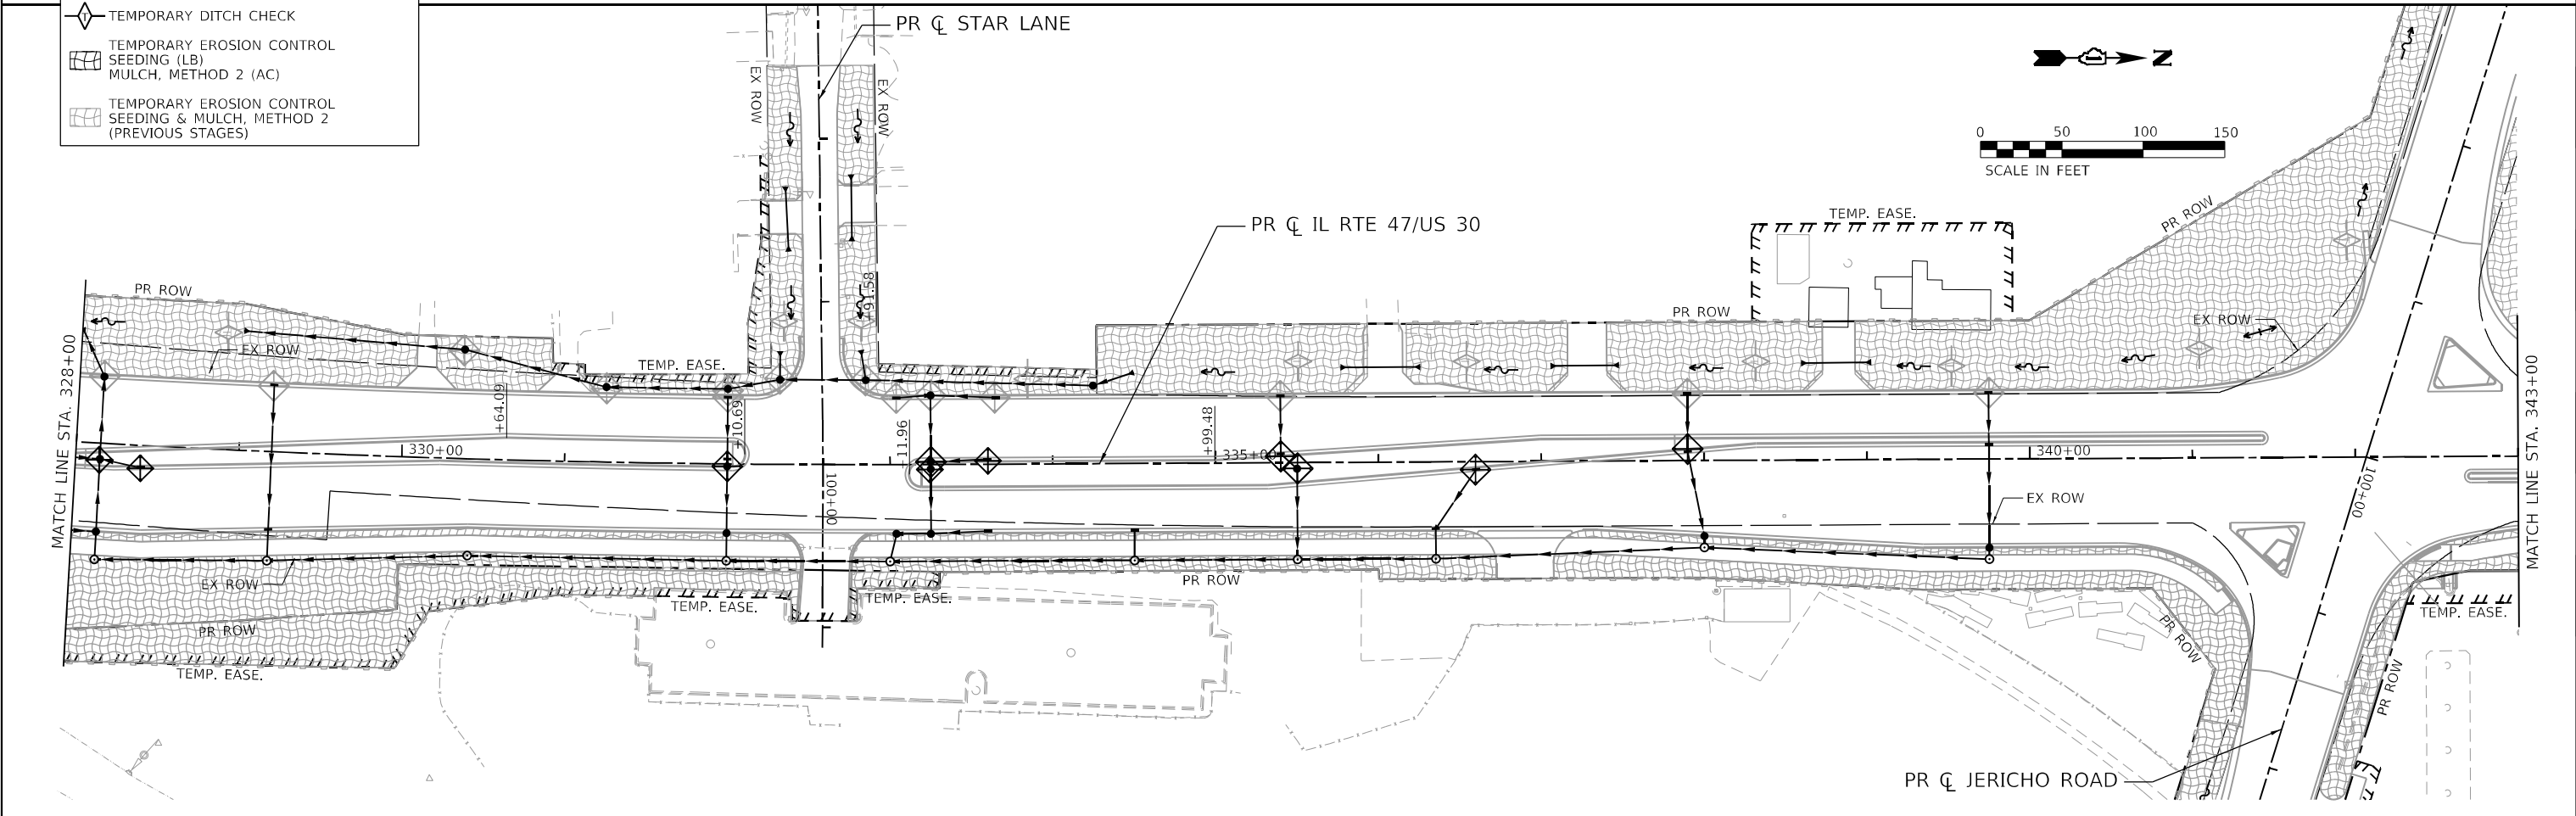 TEMPORARY DITCH CHECK
TEMPORARY EROSION CONTROL
SEEDING (LB)
MULCH, METHOD 2 (AC)
TEMPORARY EROSION CONTROL
SEEDING & MULCH, METHOD 2
(PREVIOUS STAGES)
PR ℄ STAR LANE
EX ROW
EX ROW
N
0 50 100 150
SCALE IN FEET
PR ℄ IL RTE 47/US 30
TEMP. EASE.
PR ROW
PR ROW
PR ROW
EX ROW
EX ROW
TEMP. EASE.
+91.58
MATCH LINE STA. 328+00
+64.09
+10.69
+11.96
+99.48
330+00
335+00
340+00
100+00
100+00
MATCH LINE STA. 343+00
EX ROW
EX ROW
PR ROW
TEMP. EASE.
TEMP. EASE.
TEMP. EASE.
PR ROW
PR ROW
PR ROW
TEMP. EASE.
PR ℄ JERICHO ROAD